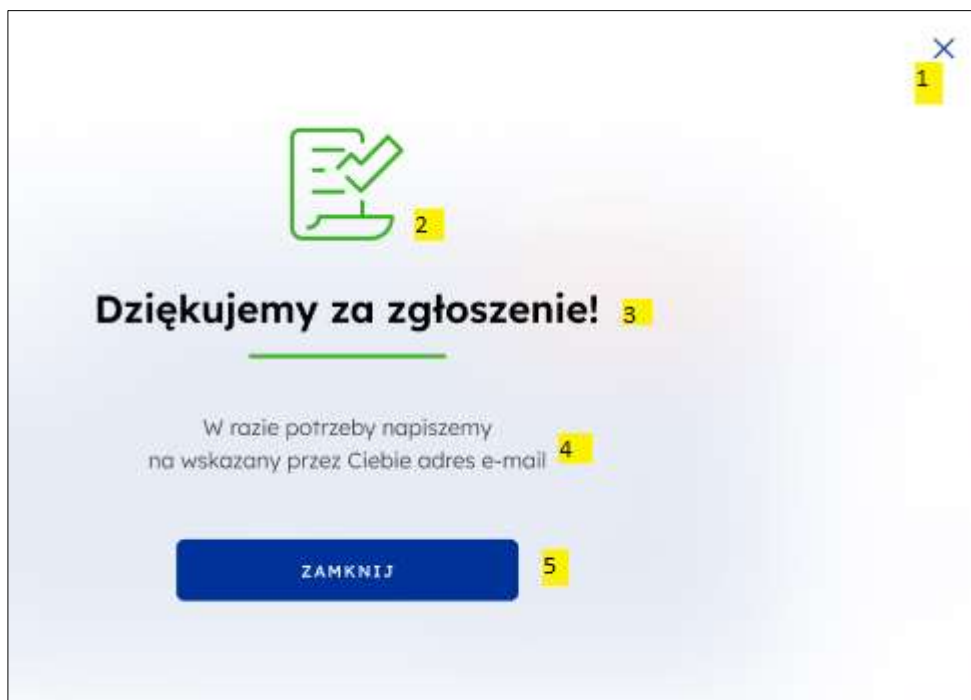 1
2
Dziękujemy za zgłoszenie! 3
W razie potrzeby napiszemy
na wskazany przez Ciebie adres e-mail 4
ZAMKNIJ 5